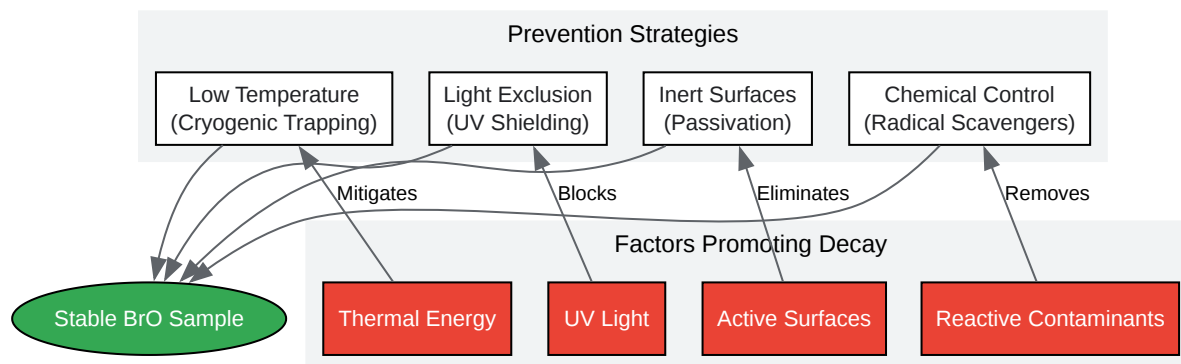 Prevention Strategies
Low Temperature
(Cryogenic Trapping)
Light Exclusion
(UV Shielding)
Inert Surfaces
(Passivation)
Chemical Control
(Radical Scavengers)
Mitigates
Blocks
Eliminates
Removes
Factors Promoting Decay
Stable BrO Sample
Thermal Energy
UV Light
Active Surfaces
Reactive Contaminants